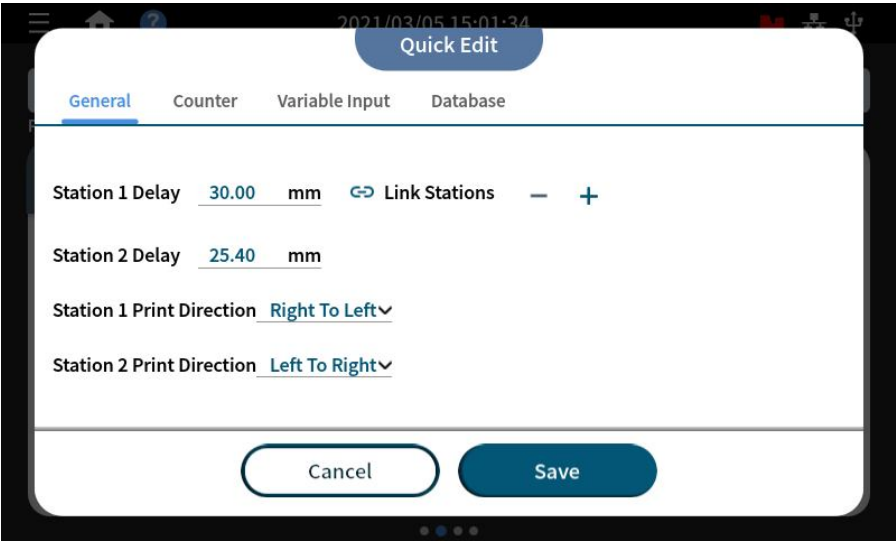 2021/03/05 15:01:34
Quick Edit
General Counter Variable Input Database
Station 1 Delay 30.00 mm Link Stations − +
Station 2 Delay 25.40 mm
Station 1 Print Direction Right To Left
Station 2 Print Direction Left To Right
Cancel Save